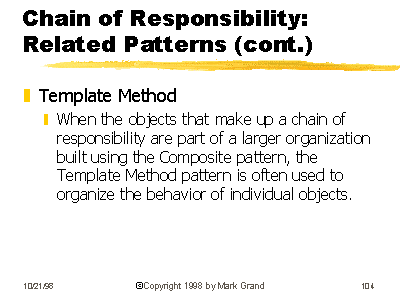 Chain of Responsibility:
Related Patterns (cont.)
Template Method
When the objects that make up a chain of
responsibility are part of a larger organization
built using the Composite pattern, the
Template Method pattern is often used to
organize the behavior of individual objects.
10/21/98 ©Copyright 1998 by Mark Grand 104